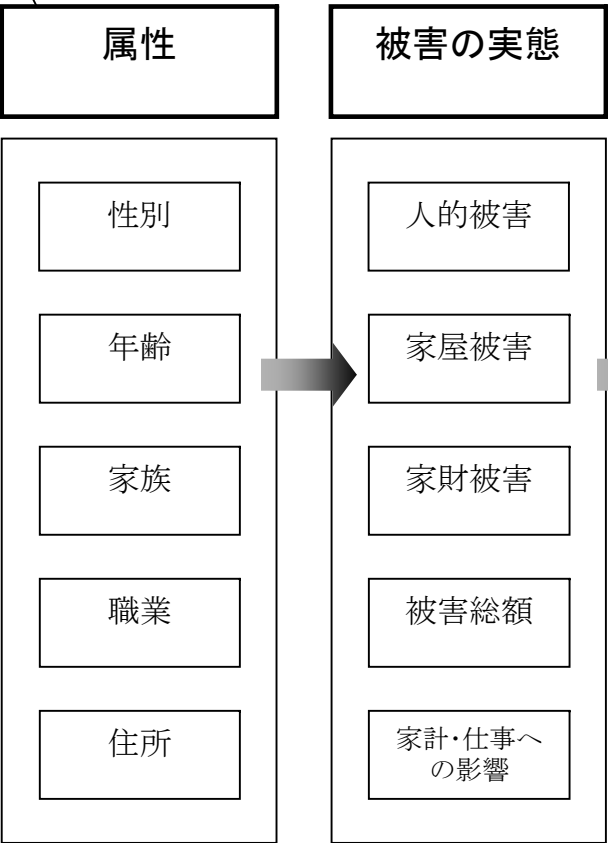 属性
性別
年齢
家族
職業
住所
被害の実態
人的被害
家屋被害
家財被害
被害総額
家計・仕事へ
の影響